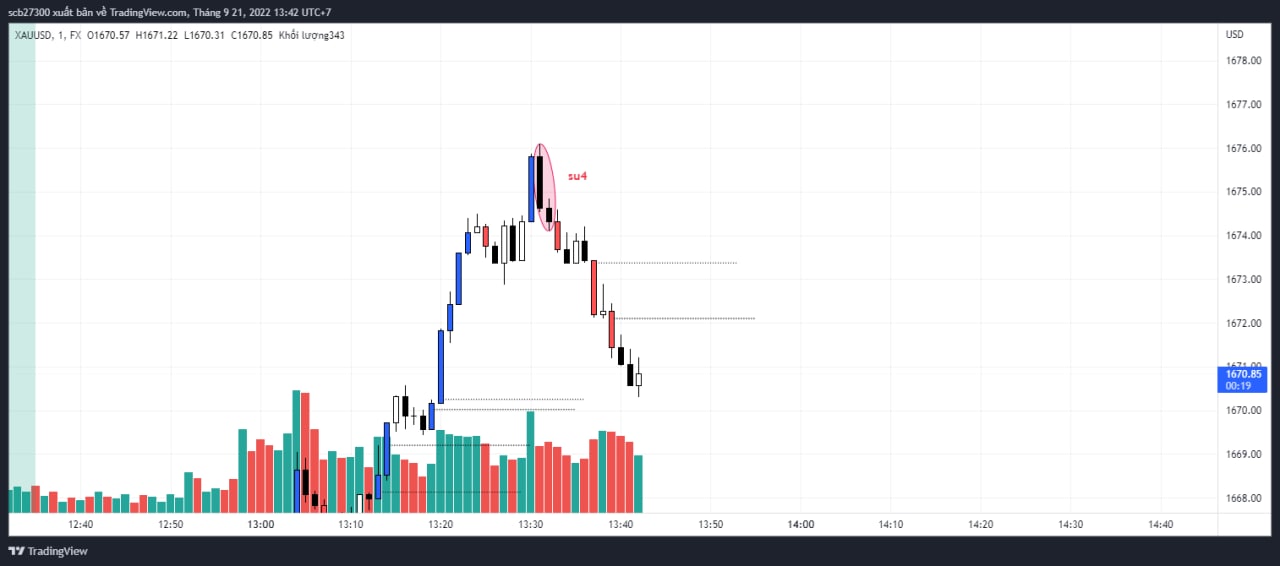 scb27300 xuất bản về TradingView.com, Tháng 9 21, 2022 13:42 UTC+7
XAUUSD, 1, FX O1670.57 H1671.22 L1670.31 C1670.85 Khối lượng343
USD
1678.00
1677.00
1676.00
su4
1675.00
1674.00
1673.00
1672.00
1671.00
1670.85
00:19
1670.00
1669.00
1668.00
12:40 12:50 13:00 13:10 13:20 13:30 13:40 13:50 14:00 14:10 14:20 14:30 14:40
TradingView